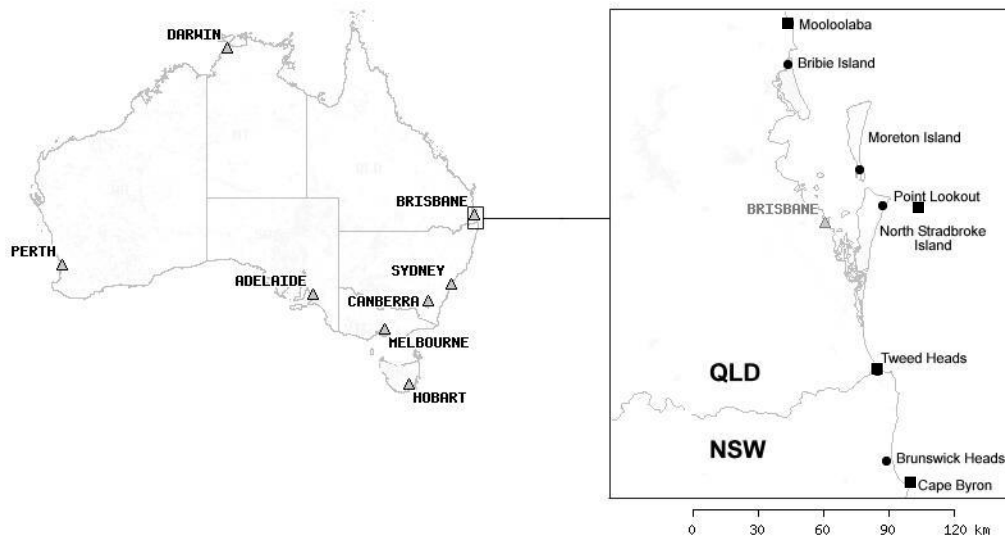 DARWIN
BRISBANE
PERTH
ADELAIDE
SYDNEY
CANBERRA
MELBOURNE
HOBART
Mooloolaba
Bribie Island
Moreton Island
Point Lookout
BRISBANE
North Stradbroke
Island
Tweed Heads
QLD
NSW
Brunswick Heads
Cape Byron
0 30 60 90 120 km